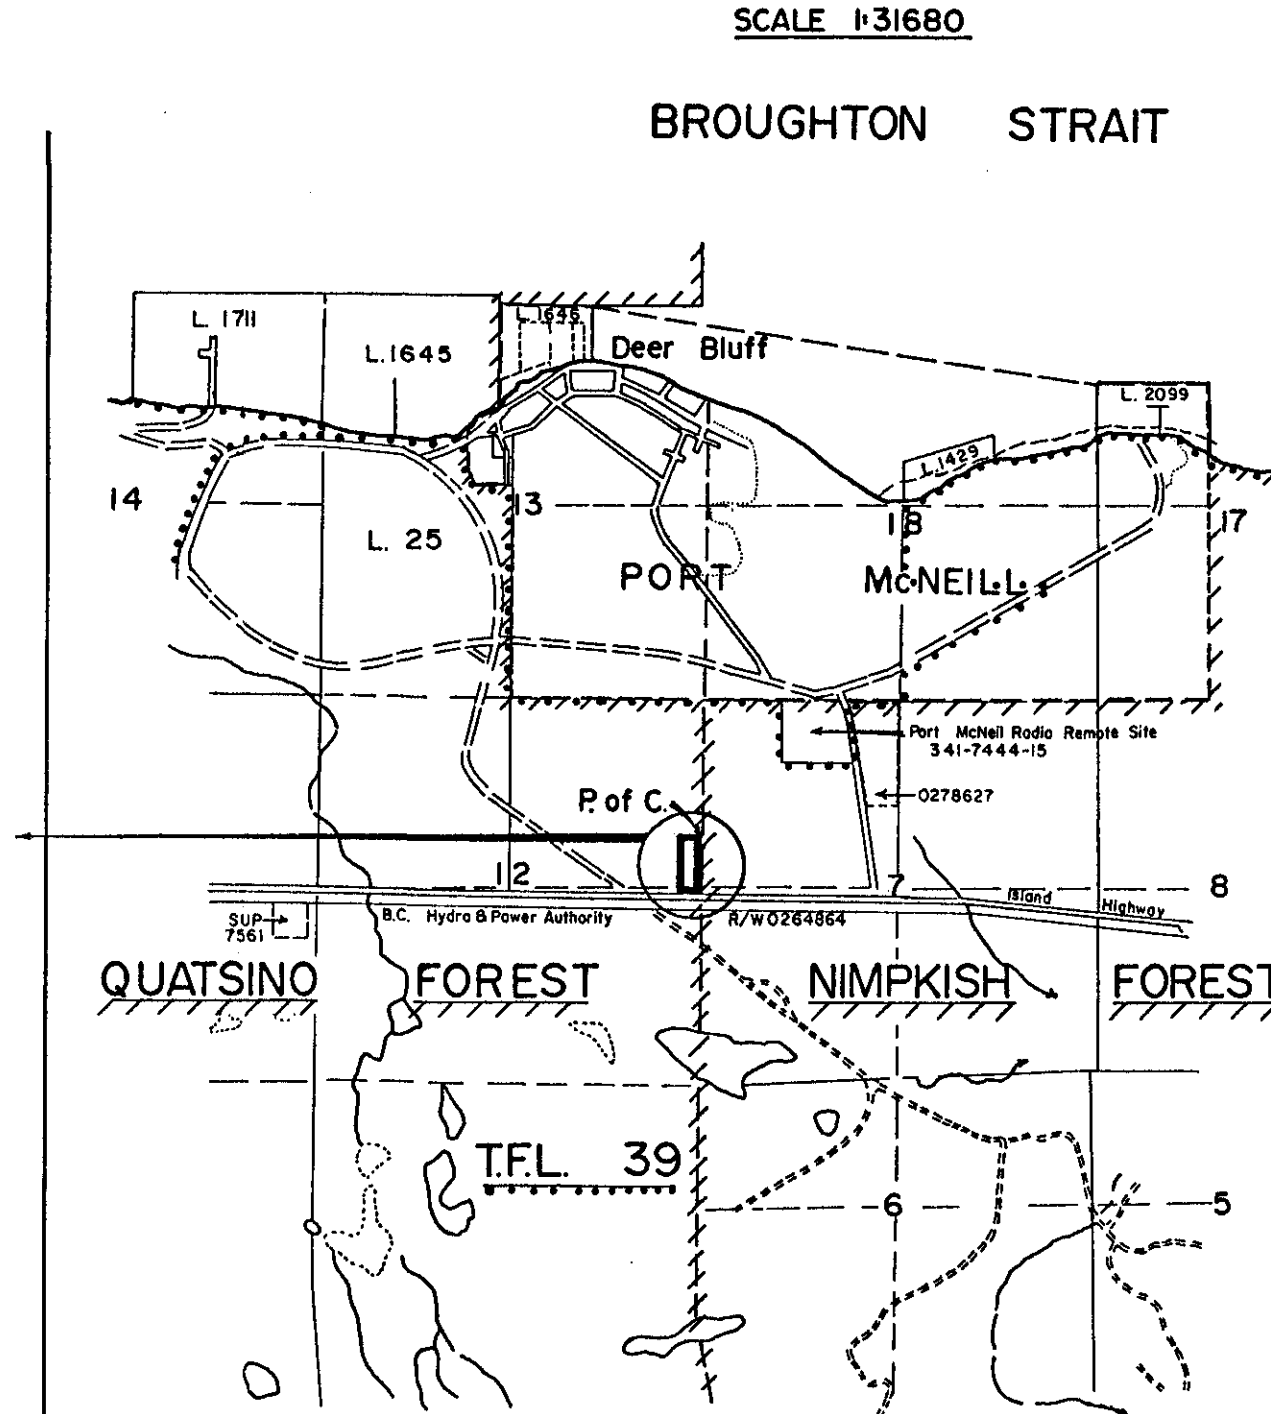 SCALE 1:31680
BROUGHTON STRAIT
L. 1711
L. 1646
L. 1645
Deer Bluff
L. 2099
L. 1429
14
13
18
17
L. 25
PORT McNEILL
Port McNeil Radio Remote Site
341-7444-15
0278627
P. of C.
12
7
8
Island Highway
SUP
7561
B.C. Hydro & Power Authority R/W 0264864
QUATSINO FOREST NIMPKISH FOREST
T.F.L. 39
6
5